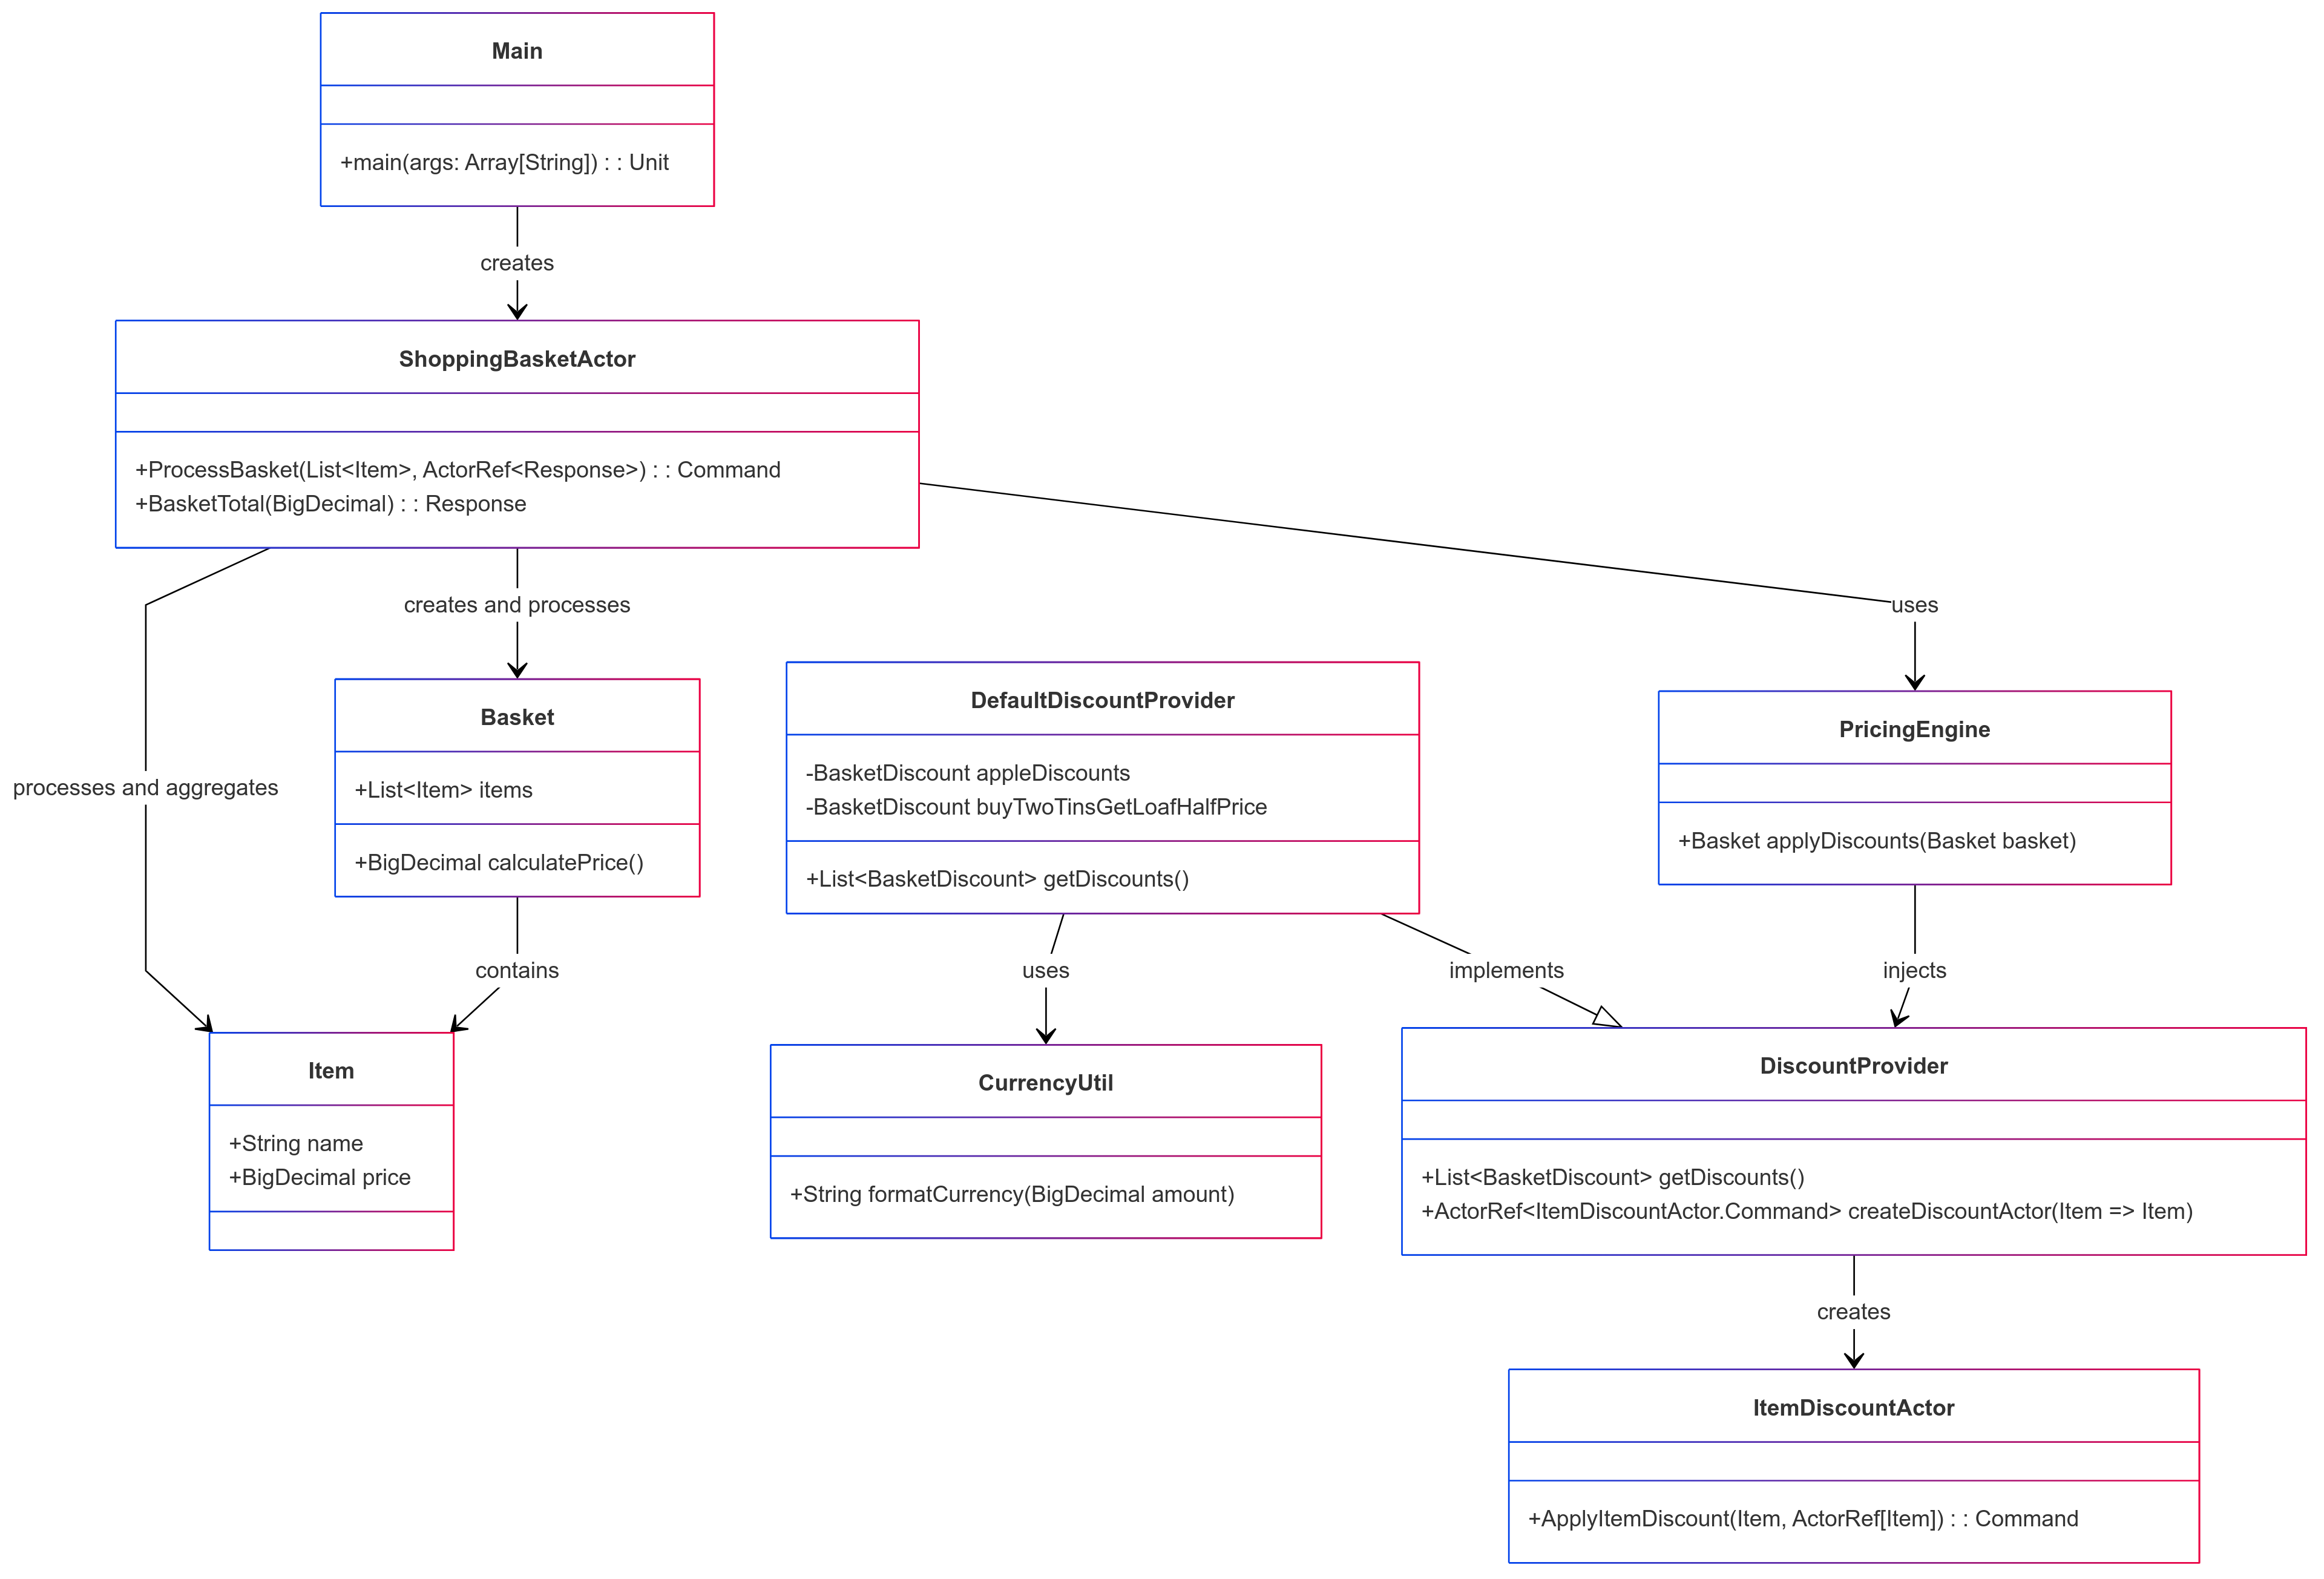 Main
+main(args: Array[String]) : : Unit
creates
ShoppingBasketActor
+ProcessBasket(List<Item>, ActorRef<Response>) : : Command
+BasketTotal(BigDecimal) : : Response
creates and processes
uses
processes and aggregates
Basket
+List<Item> items
+BigDecimal calculatePrice()
DefaultDiscountProvider
-BasketDiscount appleDiscounts
-BasketDiscount buyTwoTinsGetLoafHalfPrice
+List<BasketDiscount> getDiscounts()
PricingEngine
+Basket applyDiscounts(Basket basket)
contains
uses
implements
injects
Item
+String name
+BigDecimal price
CurrencyUtil
+String formatCurrency(BigDecimal amount)
DiscountProvider
+List<BasketDiscount> getDiscounts()
+ActorRef<ItemDiscountActor.Command> createDiscountActor(Item => Item)
creates
ItemDiscountActor
+ApplyItemDiscount(Item, ActorRef[Item]) : : Command